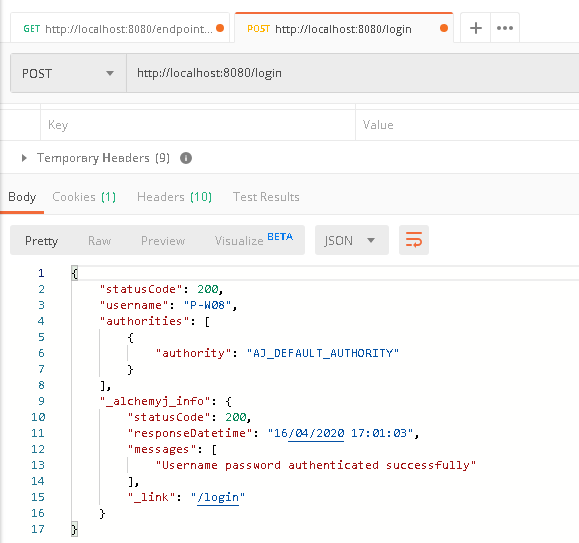 GET http://localhost:8080/endpoint... POST http://localhost:8080/login + •••
POST http://localhost:8080/login
Key Value
Temporary Headers (9) i
Body Cookies (1) Headers (10) Test Results
Pretty Raw Preview Visualize BETA JSON
1 {
2 "statusCode": 200,
3 "username": "P-W08",
4 "authorities": [
5 {
6 "authority": "AJ_DEFAULT_AUTHORITY"
7 }
8 ],
9 "_alchemyj_info": {
10 "statusCode": 200,
11 "responseDatetime": "16/04/2020 17:01:03",
12 "messages": [
13 "Username password authenticated successfully"
14 ],
15 "_link": "/login"
16 }
17 }